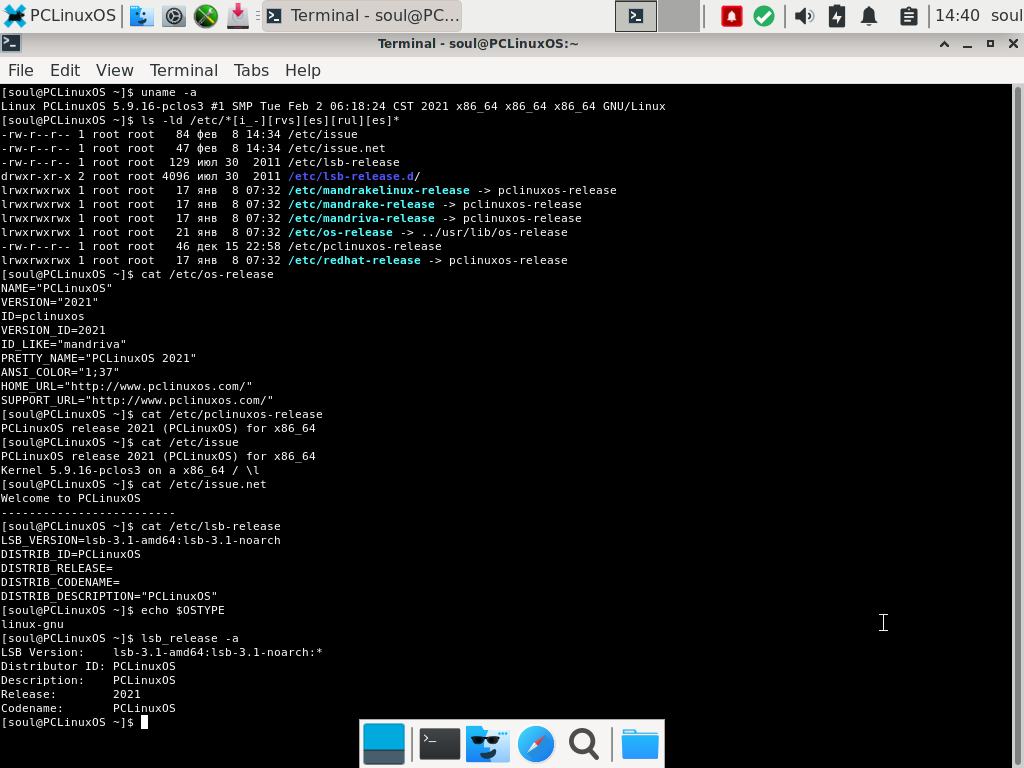 PCLinuxOS Terminal - soul@PC... 14:40 soul
Terminal - soul@PCLinuxOS:~
File Edit View Terminal Tabs Help
[soul@PCLinuxOS ~]$ uname -a
Linux PCLinuxOS 5.9.16-pclos3 #1 SMP Tue Feb 2 06:18:24 CST 2021 x86_64 x86_64 x86_64 GNU/Linux
[soul@PCLinuxOS ~]$ ls -ld /etc/*[i_-][rvs][es][rul][es]*
-rw-r--r-- 1 root root   84 фев  8 14:34 /etc/issue
-rw-r--r-- 1 root root   47 фев  8 14:34 /etc/issue.net
-rw-r--r-- 1 root root  129 июл 30  2011 /etc/lsb-release
drwxr-xr-x 2 root root 4096 июл 30  2011 /etc/lsb-release.d/
lrwxrwxrwx 1 root root   17 янв  8 07:32 /etc/mandrakelinux-release -> pclinuxos-release
lrwxrwxrwx 1 root root   17 янв  8 07:32 /etc/mandrake-release -> pclinuxos-release
lrwxrwxrwx 1 root root   17 янв  8 07:32 /etc/mandriva-release -> pclinuxos-release
lrwxrwxrwx 1 root root   21 янв  8 07:32 /etc/os-release -> ../usr/lib/os-release
-rw-r--r-- 1 root root   46 дек 15 22:58 /etc/pclinuxos-release
lrwxrwxrwx 1 root root   17 янв  8 07:32 /etc/redhat-release -> pclinuxos-release
[soul@PCLinuxOS ~]$ cat /etc/os-release
NAME="PCLinuxOS"
VERSION="2021"
ID=pclinuxos
VERSION_ID=2021
ID_LIKE="mandriva"
PRETTY_NAME="PCLinuxOS 2021"
ANSI_COLOR="1;37"
HOME_URL="http://www.pclinuxos.com/"
SUPPORT_URL="http://www.pclinuxos.com/"
[soul@PCLinuxOS ~]$ cat /etc/pclinuxos-release
PCLinuxOS release 2021 (PCLinuxOS) for x86_64
[soul@PCLinuxOS ~]$ cat /etc/issue
PCLinuxOS release 2021 (PCLinuxOS) for x86_64
Kernel 5.9.16-pclos3 on a x86_64 / \l
[soul@PCLinuxOS ~]$ cat /etc/issue.net
Welcome to PCLinuxOS
-------------------------
[soul@PCLinuxOS ~]$ cat /etc/lsb-release
LSB_VERSION=lsb-3.1-amd64:lsb-3.1-noarch
DISTRIB_ID=PCLinuxOS
DISTRIB_RELEASE=
DISTRIB_CODENAME=
DISTRIB_DESCRIPTION="PCLinuxOS"
[soul@PCLinuxOS ~]$ echo $OSTYPE
linux-gnu
[soul@PCLinuxOS ~]$ lsb_release -a
LSB Version:    lsb-3.1-amd64:lsb-3.1-noarch:*
Distributor ID: PCLinuxOS
Description:    PCLinuxOS
Release:        2021
Codename:       PCLinuxOS
[soul@PCLinuxOS ~]$